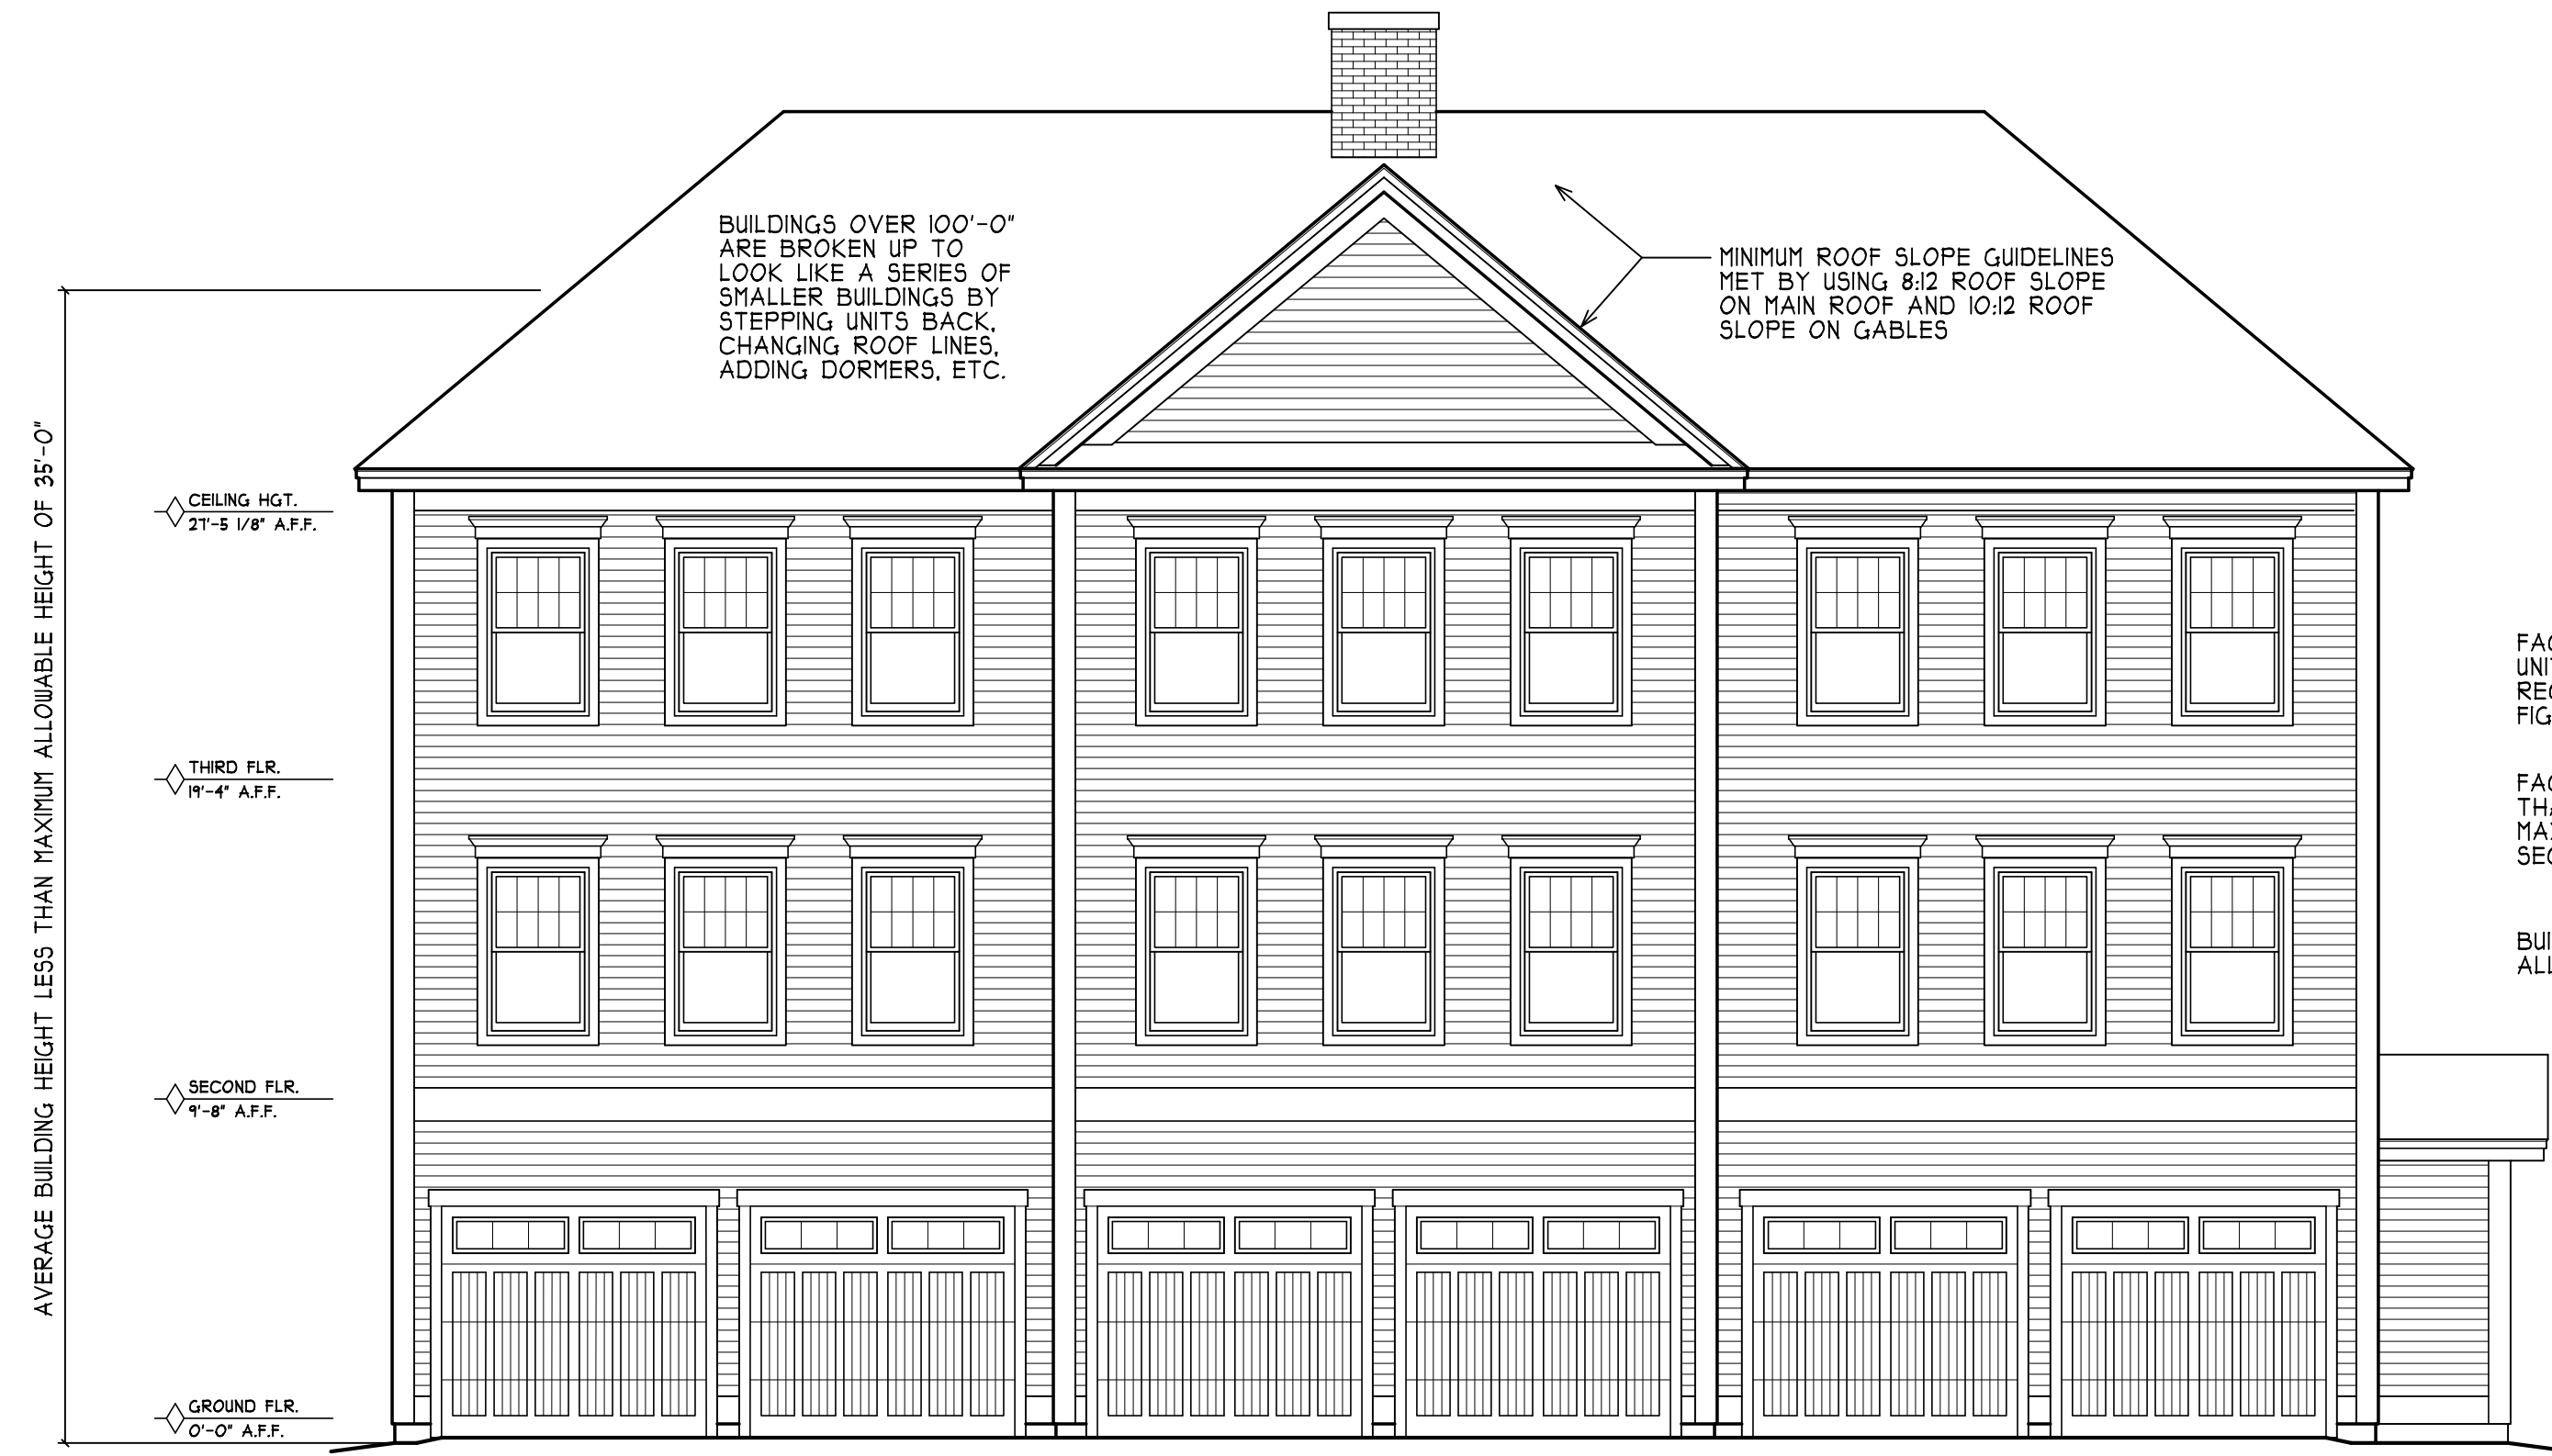 BUILDINGS OVER 100'-0"
ARE BROKEN UP TO
LOOK LIKE A SERIES OF
SMALLER BUILDINGS BY
STEPPING UNITS BACK,
CHANGING ROOF LINES,
ADDING DORMERS, ETC.
MINIMUM ROOF SLOPE GUIDELINES
MET BY USING 8:12 ROOF SLOPE
ON MAIN ROOF AND 10:12 ROOF
SLOPE ON GABLES
AVERAGE BUILDING HEIGHT LESS THAN MAXIMUM ALLOWABLE HEIGHT OF 35'-0"
CEILING HGT.
27'-5 1/8" A.F.F.
THIRD FLR.
19'-4" A.F.F.
SECOND FLR.
9'-8" A.F.F.
GROUND FLR.
0'-0" A.F.F.